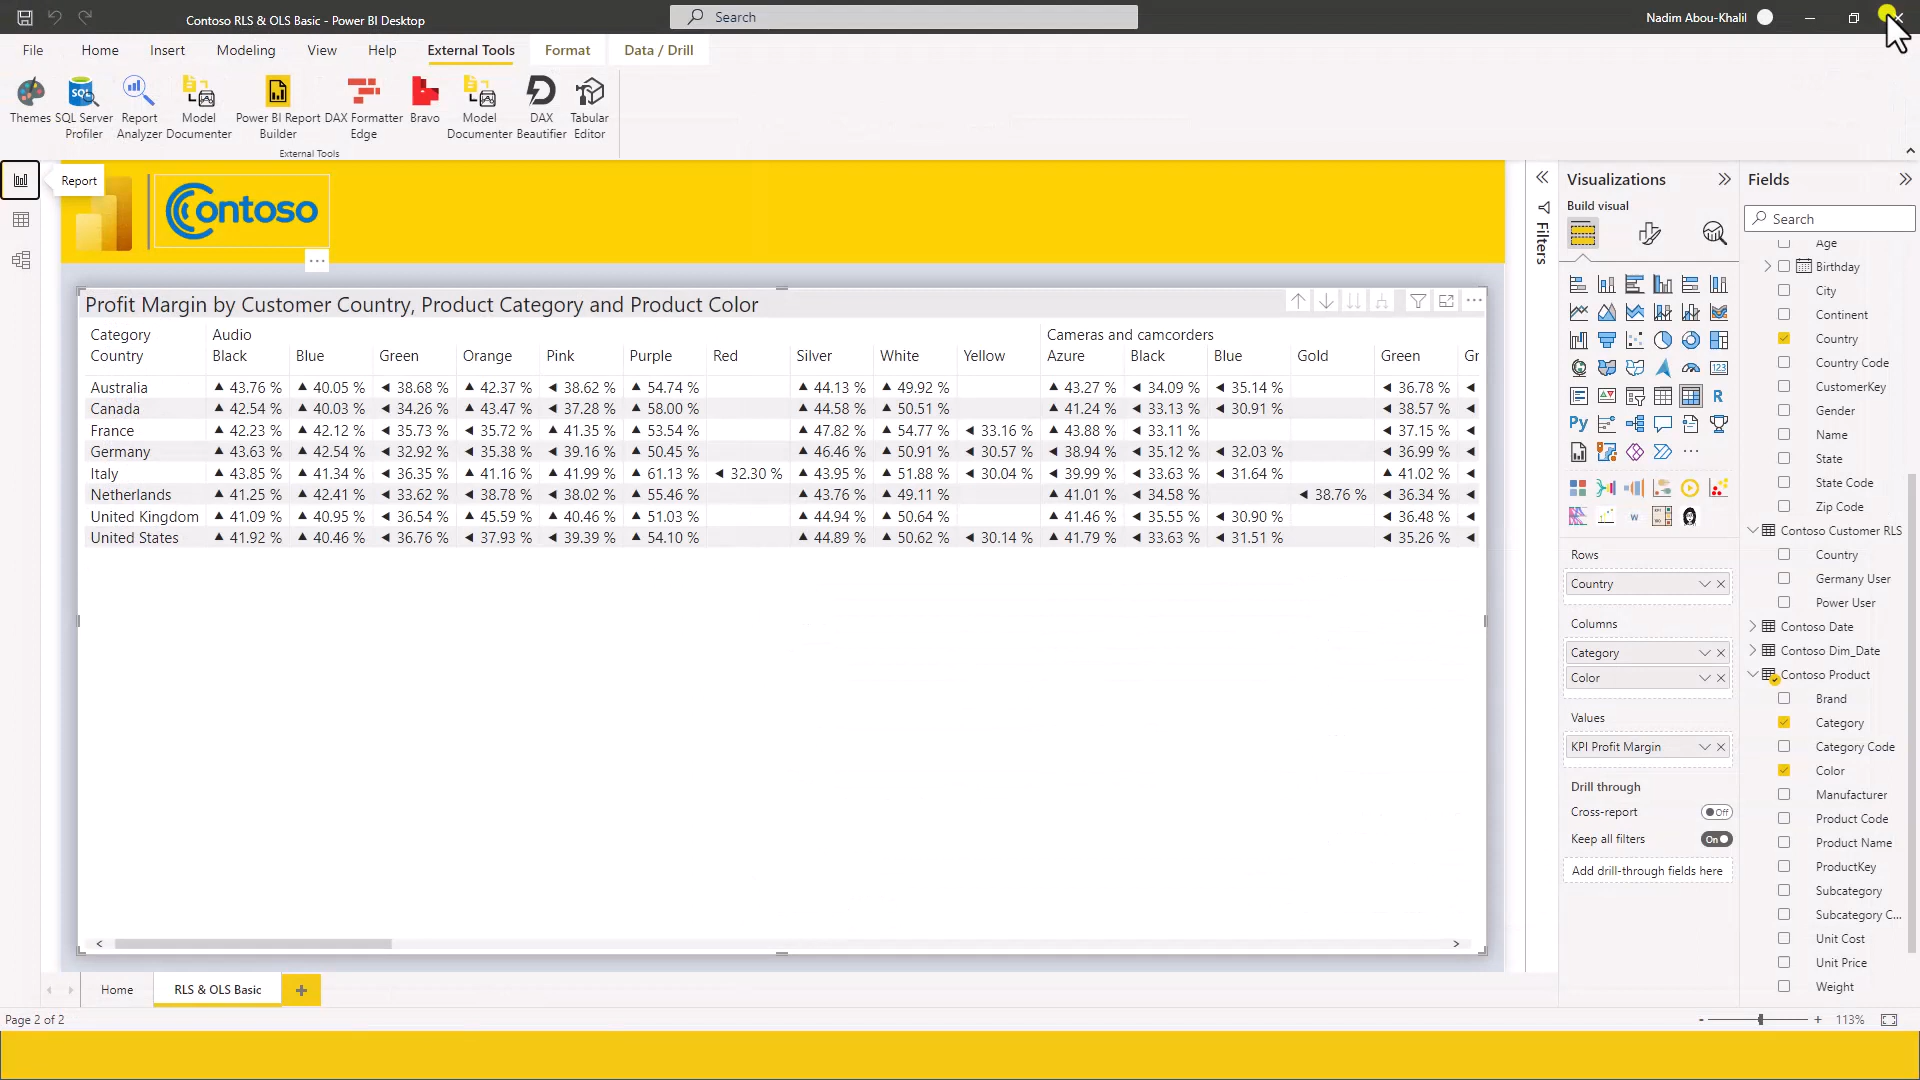 Contoso RLS & OLS Basic - Power BI Desktop
Search
Nadim Abou-Khalil
File Home Insert Modeling View Help External Tools Format Data / Drill
Themes
SQL Server Profiler
Report Analyzer
Model Documenter
Power BI Report Builder
DAX Formatter Edge
Bravo
Model Documenter
DAX Beautifier
Tabular Editor
External Tools
Report
Contoso
Profit Margin by Customer Country, Product Category and Product Color
Category Audio Cameras and camcorders
Country Black Blue Green Orange Pink Purple Red Silver White Yellow Azure Black Blue Gold Green Gr
Australia ▲ 43.76 % ▲ 40.05 % ◄ 38.68 % ▲ 42.37 % ◄ 38.62 % ▲ 54.74 % ▲ 44.13 % ▲ 49.92 % ▲ 43.27 % ◄ 34.09 % ◄ 35.14 % ◄ 36.78 % ◄
Canada ▲ 42.54 % ▲ 40.03 % ◄ 34.26 % ▲ 43.47 % ◄ 37.28 % ▲ 58.00 % ▲ 44.58 % ▲ 50.51 % ▲ 41.24 % ◄ 33.13 % ◄ 30.91 % ◄ 38.57 % ◄
France ▲ 42.23 % ▲ 42.12 % ◄ 35.73 % ◄ 35.72 % ▲ 41.35 % ▲ 53.54 % ▲ 47.82 % ▲ 54.77 % ◄ 33.16 % ▲ 43.88 % ◄ 33.11 % ◄ 37.15 % ◄
Germany ▲ 43.63 % ▲ 42.54 % ◄ 32.92 % ◄ 35.38 % ◄ 39.16 % ▲ 50.45 % ▲ 46.46 % ▲ 50.91 % ◄ 30.57 % ◄ 38.94 % ◄ 35.12 % ◄ 32.03 % ◄ 36.99 % ◄
Italy ▲ 43.85 % ▲ 41.34 % ◄ 36.35 % ▲ 41.16 % ▲ 41.99 % ▲ 61.13 % ◄ 32.30 % ▲ 43.95 % ▲ 51.88 % ◄ 30.04 % ◄ 39.99 % ◄ 33.63 % ◄ 31.64 % ▲ 41.02 % ◄
Netherlands ▲ 41.25 % ▲ 42.41 % ◄ 33.62 % ◄ 38.78 % ◄ 38.02 % ▲ 55.46 % ▲ 43.76 % ▲ 49.11 % ▲ 41.01 % ◄ 34.58 % ◄ 38.76 % ◄ 36.34 % ◄
United Kingdom ▲ 41.09 % ▲ 40.95 % ◄ 36.54 % ▲ 45.59 % ▲ 40.46 % ▲ 51.03 % ▲ 44.94 % ▲ 50.64 % ▲ 41.46 % ◄ 35.55 % ◄ 30.90 % ◄ 36.48 % ◄
United States ▲ 41.92 % ▲ 40.46 % ◄ 36.76 % ◄ 37.93 % ◄ 39.39 % ▲ 54.10 % ▲ 44.89 % ▲ 50.62 % ◄ 30.14 % ▲ 41.79 % ◄ 33.63 % ◄ 31.51 % ◄ 35.26 % ◄
Filters
Visualizations
Build visual
R
Py
Rows
Country
Columns
Category
Color
Values
KPI Profit Margin
Drill through
Cross-report Off
Keep all filters On
Add drill-through fields here
Fields
Search
Age
Birthday
City
Continent
Country
Country Code
CustomerKey
Gender
Name
State
State Code
Zip Code
Contoso Customer RLS
Country
Germany User
Power User
Contoso Date
Contoso Dim_Date
Contoso Product
Brand
Category
Category Code
Color
Manufacturer
Product Code
Product Name
ProductKey
Subcategory
Subcategory C...
Unit Cost
Unit Price
Weight
Home RLS & OLS Basic +
Page 2 of 2
- + 113%